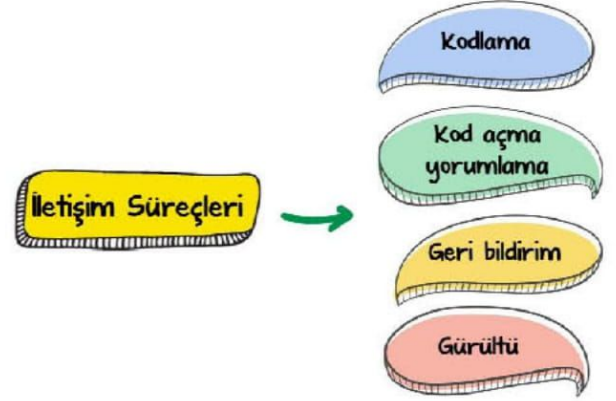 İletişim Süreçleri
Kodlama
Kod açma
yorumlama
Geri bildirim
Gürültü